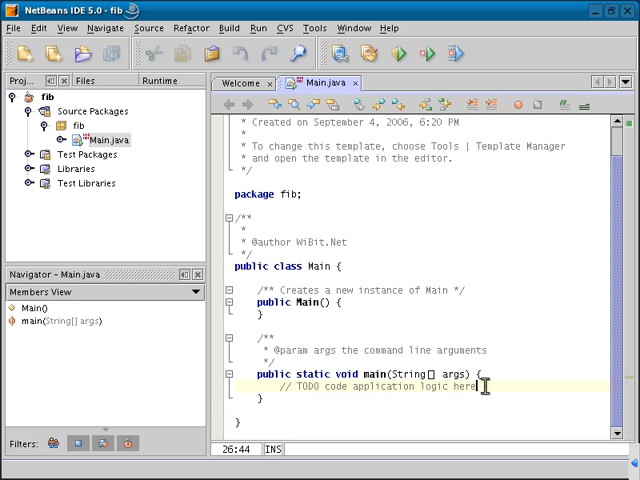 NetBeans IDE 5.0 - fib
File Edit View Navigate Source Refactor Build Run CVS Tools Window Help
Proj... Files Runtime
fib
Source Packages
fib
Main.java
Test Packages
Libraries
Test Libraries
Navigator - Main.java
Members View
Main()
main(String[] args)
Filters:
Welcome Main.java
* Created on September 4, 2006, 6:20 PM
*
* To change this template, choose Tools | Template Manager
* and open the template in the editor.
*/
package fib;
/**
*
* @author WiBit.Net
*/
public class Main {
/** Creates a new instance of Main */
public Main() {
}
/**
* @param args the command line arguments
*/
public static void main(String[] args) {
// TODO code application logic here
}
}
26:44 INS